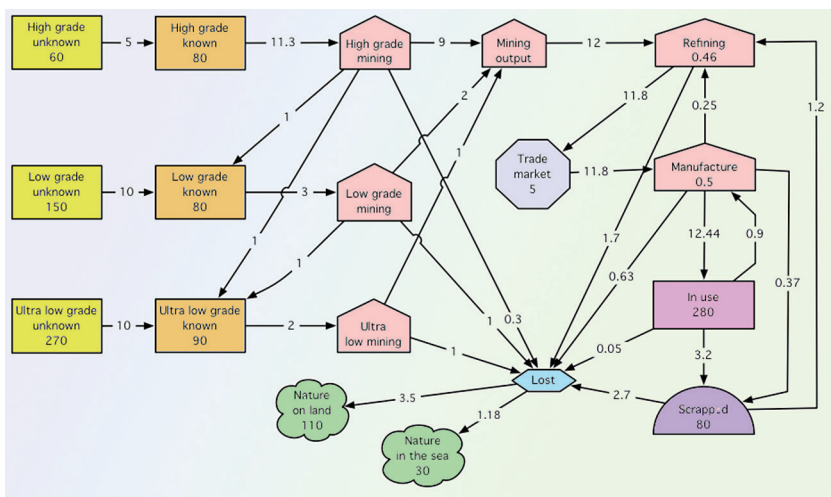 High grade
unknown
60
5
High grade
known
80
11.3
High grade
mining
9
Mining
output
12
Refining
0.46
1
2
1
11.8
0.25
1.2
Trade
market
5
11.8
Manufacture
0.5
Low grade
unknown
150
10
Low grade
known
80
3
Low grade
mining
1
1
1.7
0.63
12.44
0.9
0.37
Ultra low grade
unknown
270
10
Ultra low grade
known
90
2
Ultra
low mining
1
0.3
1
In use
280
0.05
3.2
Lost
2.7
Scrapp_d
80
3.5
1.18
Nature
on land
110
Nature
in the sea
30